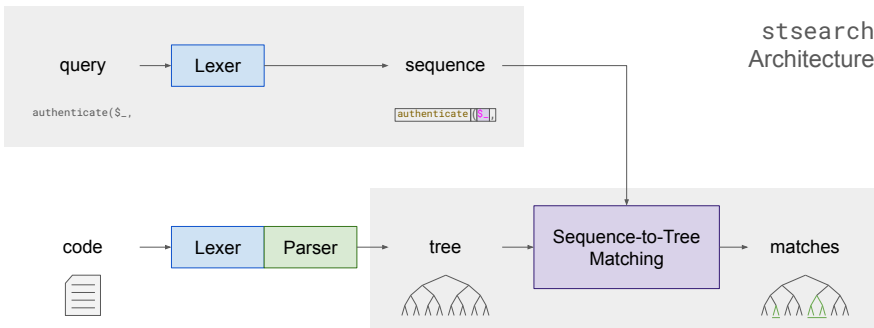 stsearch
Architecture
query
Lexer
sequence
authenticate($_,
authenticate($_,
code
Lexer
Parser
tree
Sequence-to-Tree
Matching
matches